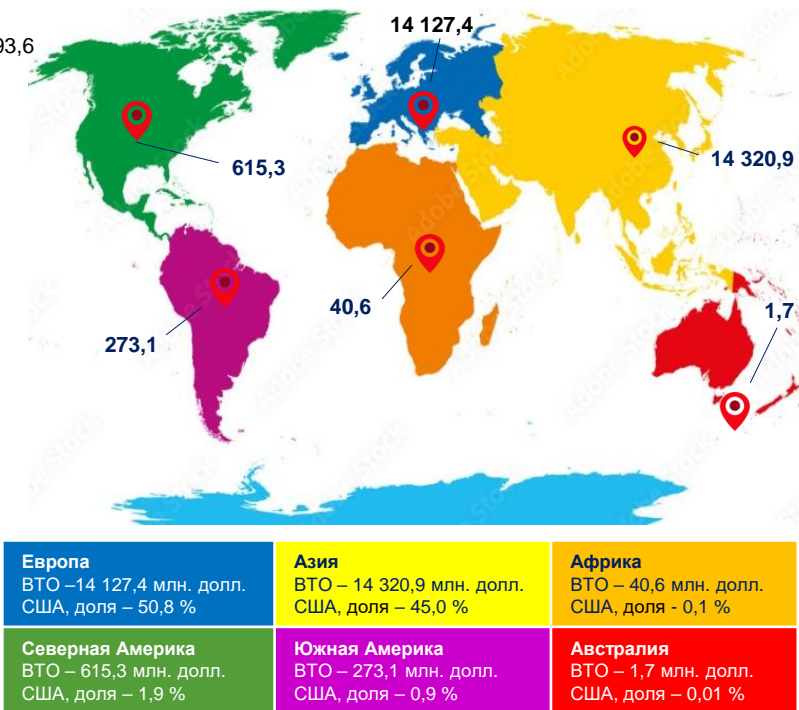 14 127,4
93,6
615,3
14 320,9
40,6
1,7
273,1
Европа
ВТО –14 127,4 млн. долл.
США, доля – 50,8 %
Азия
ВТО – 14 320,9 млн. долл.
США, доля – 45,0 %
Африка
ВТО – 40,6 млн. долл.
США, доля - 0,1 %
Северная Америка
ВТО – 615,3 млн. долл.
США, доля – 1,9 %
Южная Америка
ВТО – 273,1 млн. долл.
США, доля – 0,9 %
Австралия
ВТО – 1,7 млн. долл.
США, доля – 0,01 %